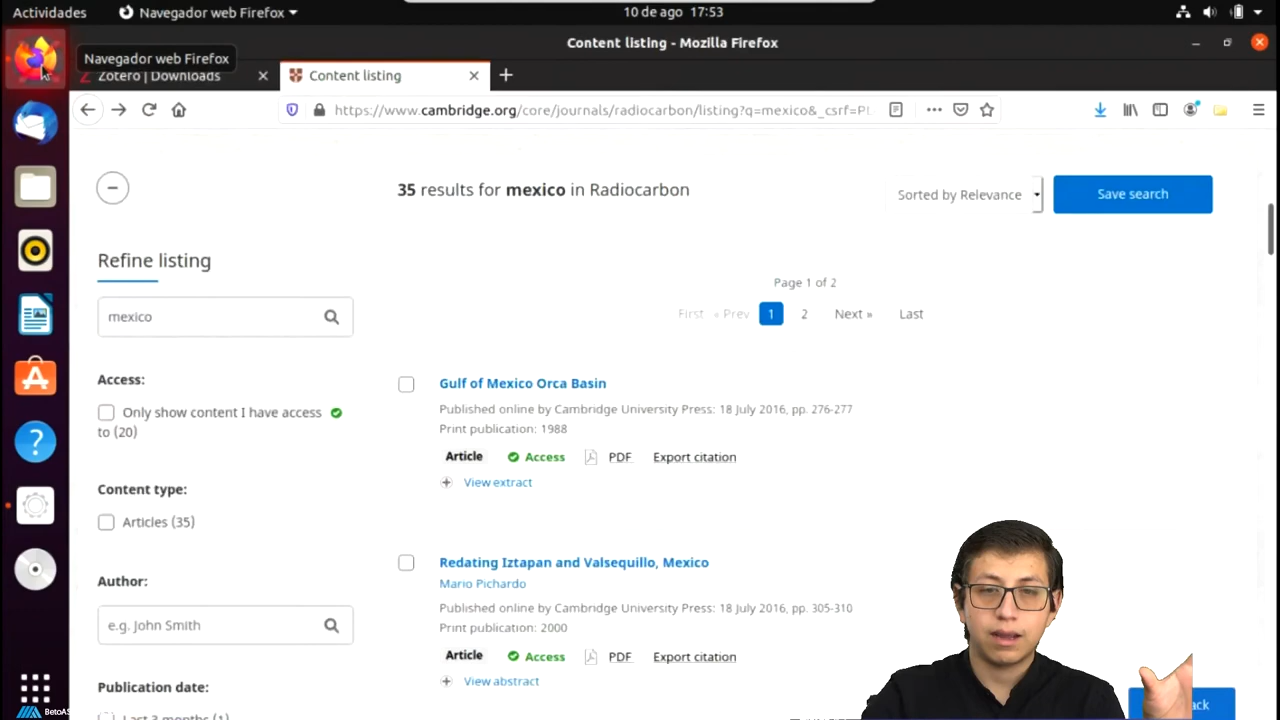 Actividades
Navegador web Firefox
10 de ago 17:53
Content listing - Mozilla Firefox
Navegador web Firefox
Zotero | Downloads
Content listing
https://www.cambridge.org/core/journals/radiocarbon/listing?q=mexico&_csrf=P
35 results for mexico in Radiocarbon
Sorted by Relevance
Save search
Refine listing
Page 1 of 2
mexico
First « Prev 1 2 Next » Last
Access:
Only show content I have access
to (20)
Gulf of Mexico Orca Basin
Published online by Cambridge University Press: 18 July 2016, pp. 276-277
Print publication: 1988
Article Access PDF Export citation
View extract
Content type:
Articles (35)
Author:
e.g. John Smith
Redating Iztapan and Valsequillo, Mexico
Mario Pichardo
Published online by Cambridge University Press: 18 July 2016, pp. 305-310
Print publication: 2000
Article Access PDF Export citation
View abstract
Publication date:
Last 3 months (1)
BetoAS